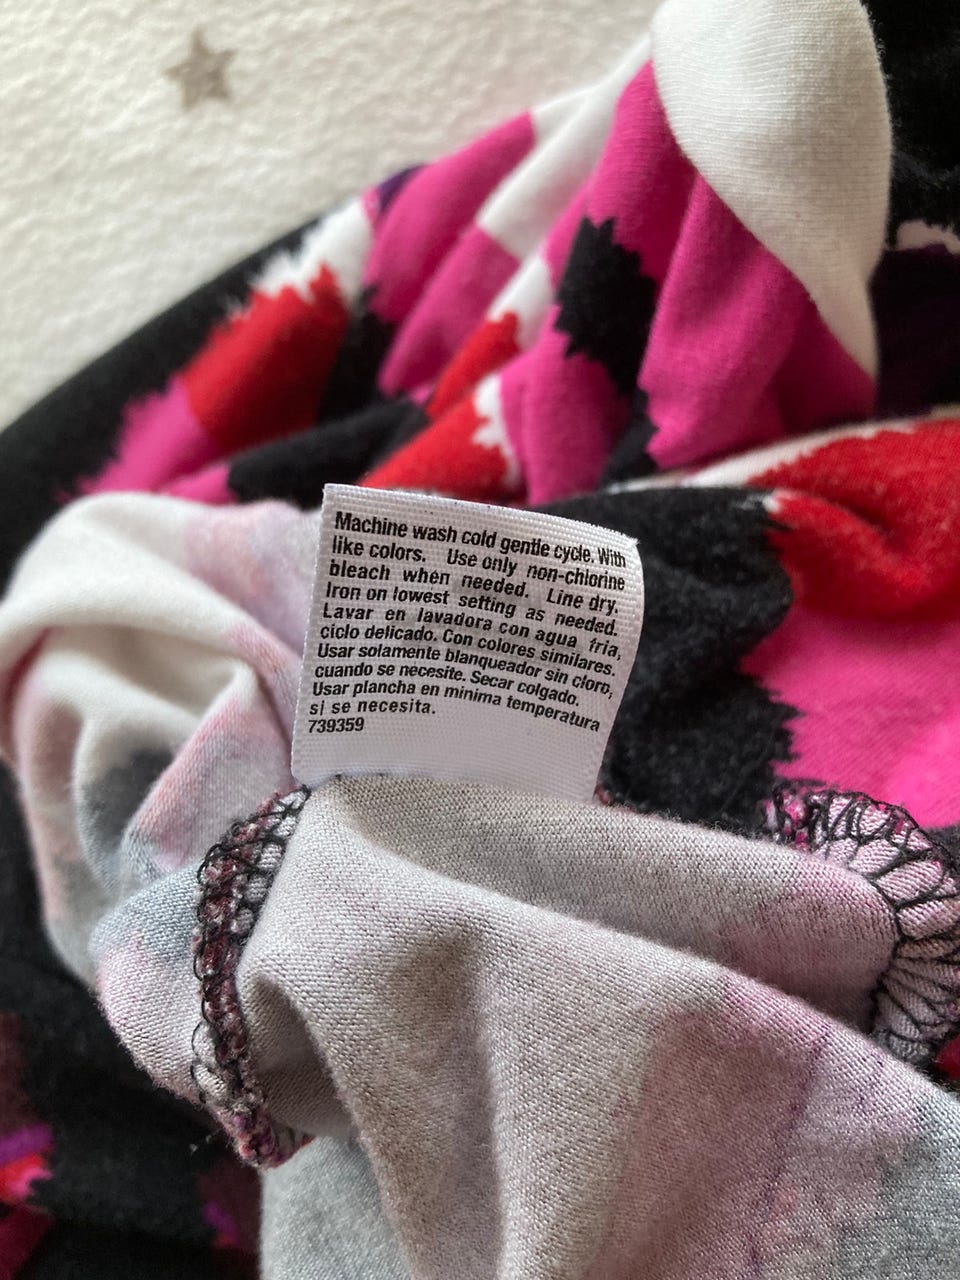 Machine wash cold gentle cycle. With
like colors. Use only non-chlorine
bleach when needed. Line dry.
Iron on lowest setting as needed.
Lavar en lavadora con agua fria,
ciclo delicado. Con colores similares.
Usar solamente blanqueador sin cloro,
cuando se necesite. Secar colgado.
Usar plancha en minima temperatura
si se necesita.
739359